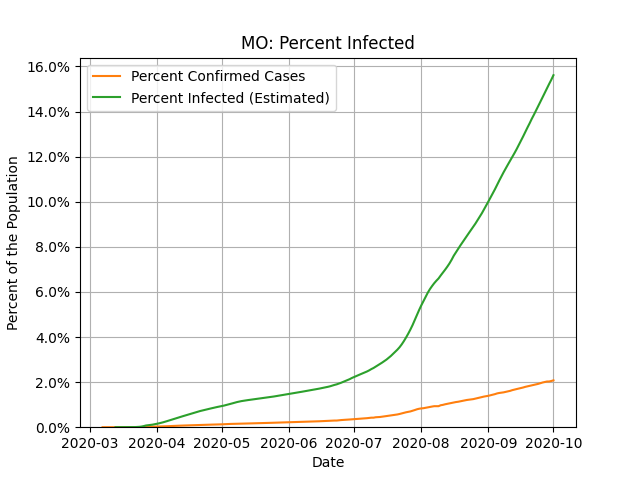 MO: Percent Infected
Percent Confirmed Cases
Percent Infected (Estimated)
16.0%
14.0%
12.0%
10.0%
8.0%
6.0%
4.0%
2.0%
0.0%
Percent of the Population
2020-03 2020-04 2020-05 2020-06 2020-07 2020-08 2020-09 2020-10
Date